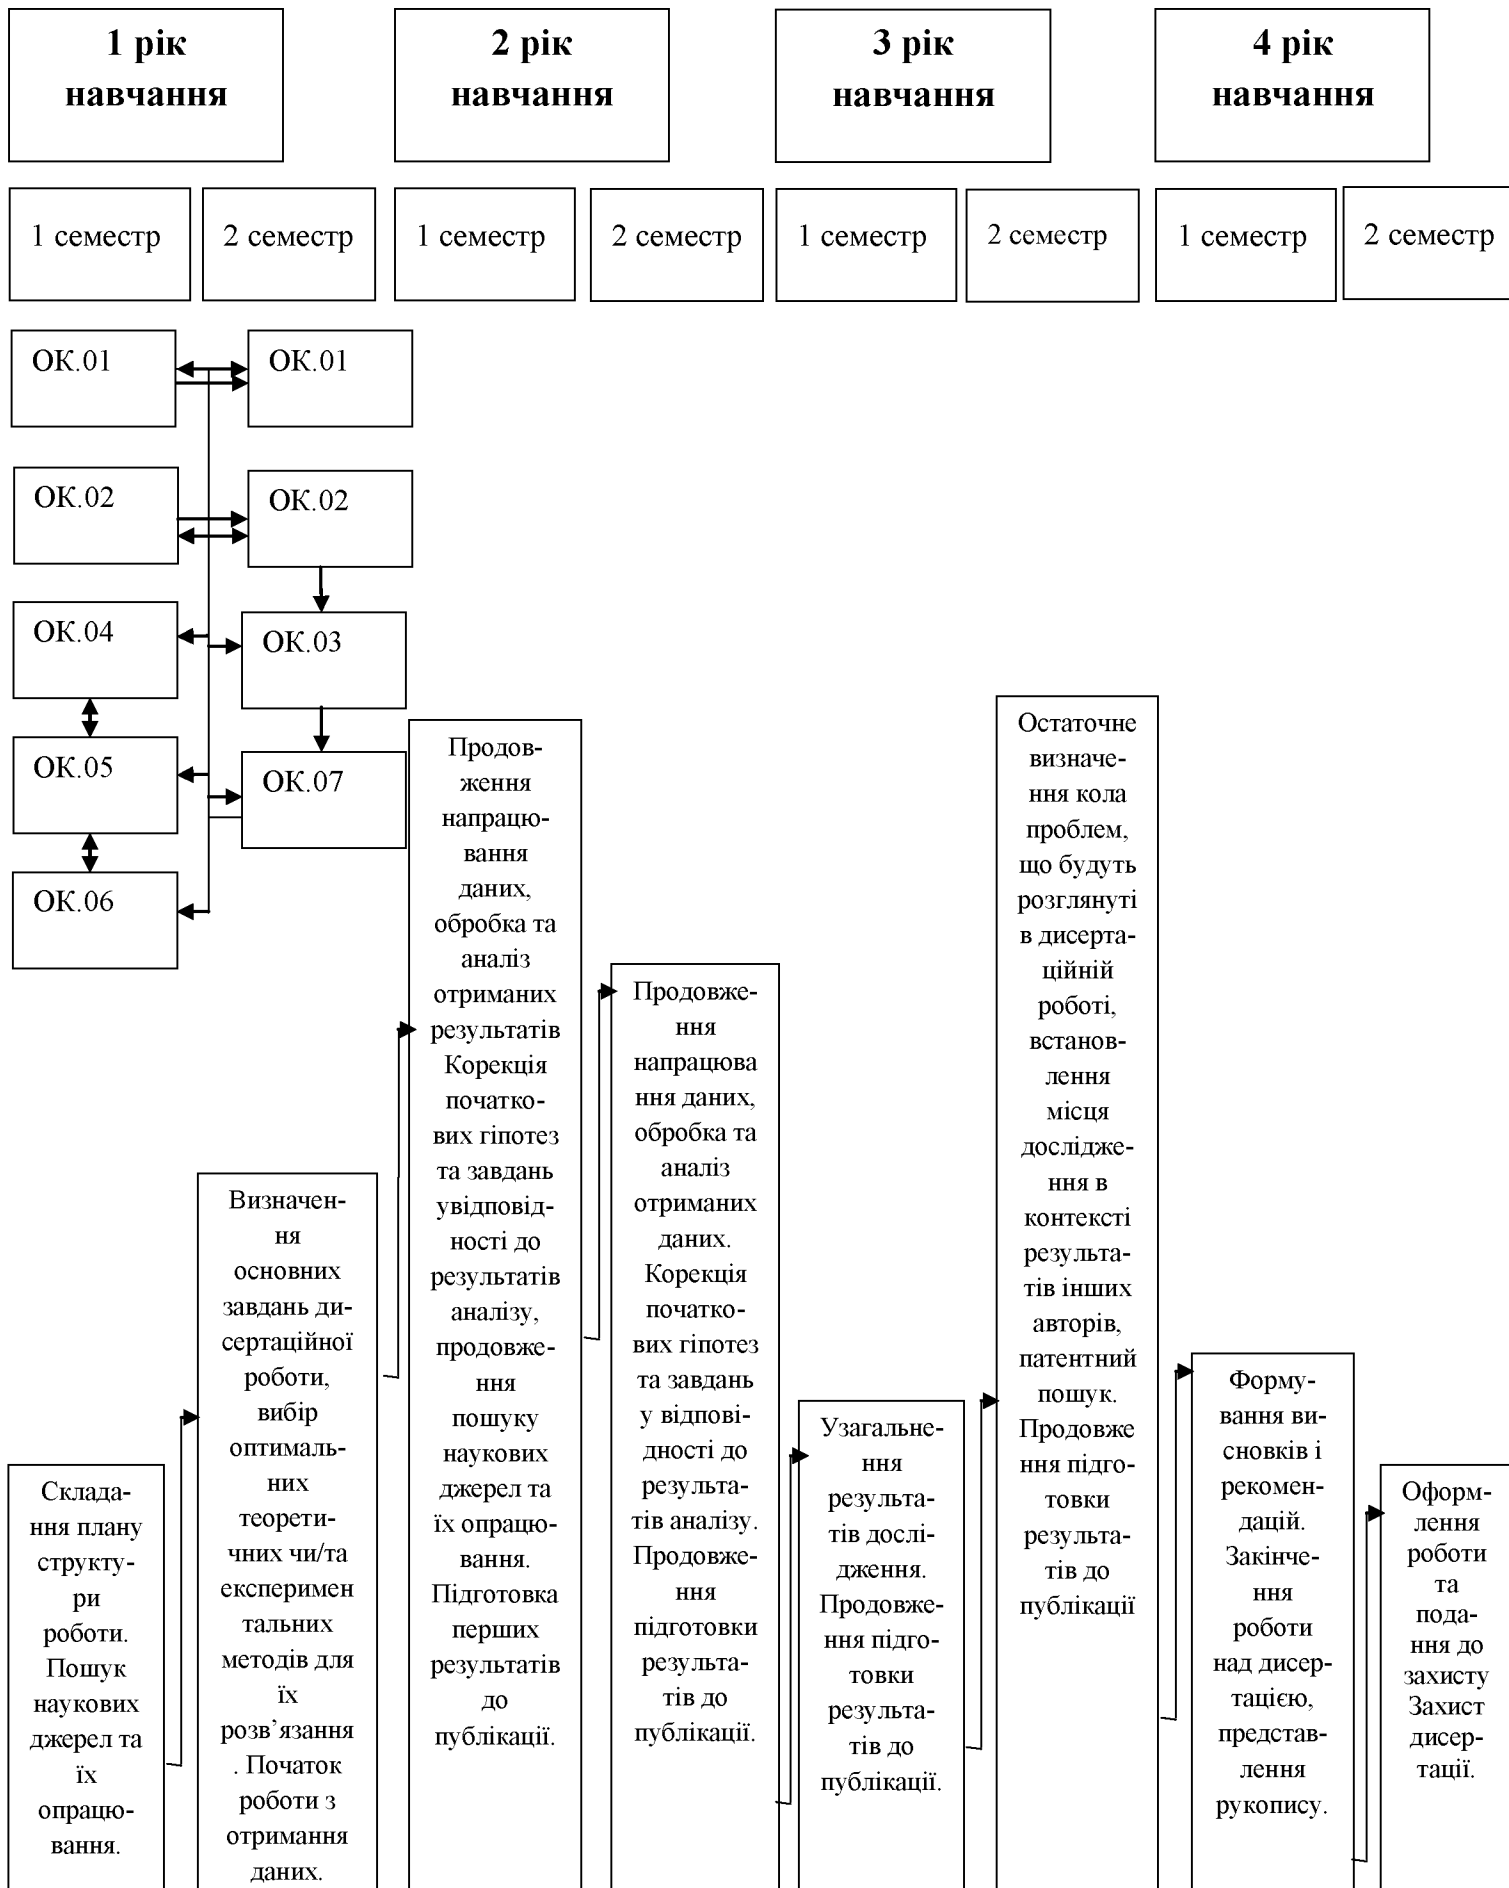 1 рік
навчання
2 рік
навчання
3 рік
навчання
4 рік
навчання
1 семестр
2 семестр
1 семестр
2 семестр
1 семестр
2 семестр
1 семестр
2 семестр
ОК.01
ОК.01
ОК.02
ОК.02
ОК.04
ОК.03
ОК.05
ОК.07
ОК.06
Склада-
ння плану
структу-
ри
роботи.
Пошук
наукових
джерел та
їх
опрацю-
вання.
Визначен-
ня
основних
завдань ди-
сертаційної
роботи,
вибір
оптималь-
них
теорети-
чних чи/та
експеримен
тальних
методів для
їх
розв’язання
. Початок
роботи з
отримання
даних.
Продов-
ження
напрацю-
вання
даних,
обробка та
аналіз
отриманих
результатів
Корекція
початко-
вих гіпотез
та завдань
увідповід-
ності до
результатів
аналізу,
продовже-
ння
пошуку
наукових
джерел та
їх опрацю-
вання.
Підготовка
перших
результатів
до
публікації.
Продовже-
ння
напрацюва
ння даних,
обробка та
аналіз
отриманих
даних.
Корекція
початко-
вих гіпотез
та завдань
у відпові-
дності до
результа-
тів аналізу.
Продовже-
ння
підготовки
результа-
тів до
публікації.
Узагальне-
ння
результа-
тів дослі-
дження.
Продовже-
ння підго-
товки
результа-
тів до
публікації.
Остаточне
визначе-
ння кола
проблем,
що будуть
розглянуті
в дисерта-
ційній
роботі,
встанов-
лення
місця
дослідже-
ння в
контексті
результа-
тів інших
авторів,
патентний
пошук.
Продовже
ння підго-
товки
результа-
тів до
публікації
Форму-
вання ви-
сновків і
рекомен-
дацій.
Закінче-
ння
роботи
над дисер-
тацією,
представ-
лення
рукопису.
Оформ-
лення
роботи
та
пода-
ння до
захисту
Захист
дисер-
тації.